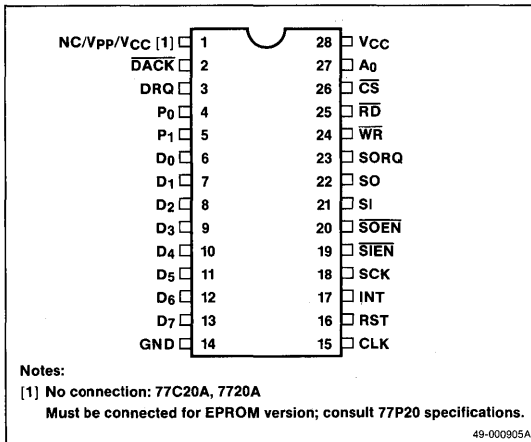 NC/VPP/VCC [1] 1 28 VCC
DACK 2 27 A0
DRQ 3 26 CS
P0 4 25 RD
P1 5 24 WR
D0 6 23 SORQ
D1 7 22 SO
D2 8 21 SI
D3 9 20 SOEN
D4 10 19 SIEN
D5 11 18 SCK
D6 12 17 INT
D7 13 16 RST
GND 14 15 CLK
Notes:
[1] No connection: 77C20A, 7720A
Must be connected for EPROM version; consult 77P20 specifications.
49-000905A